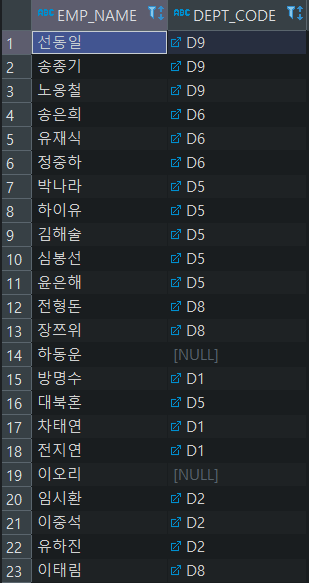 ABC EMP_NAME ABC DEPT_CODE
1 선동일 D9
2 송종기 D9
3 노옹철 D9
4 송은희 D6
5 유재식 D6
6 정중하 D6
7 박나라 D5
8 하이유 D5
9 김해술 D5
10 심봉선 D5
11 윤은해 D5
12 전형돈 D8
13 장쯔위 D8
14 하동운 [NULL]
15 방명수 D1
16 대북혼 D5
17 차태연 D1
18 전지연 D1
19 이오리 [NULL]
20 임시환 D2
21 이중석 D2
22 유하진 D2
23 이태림 D8